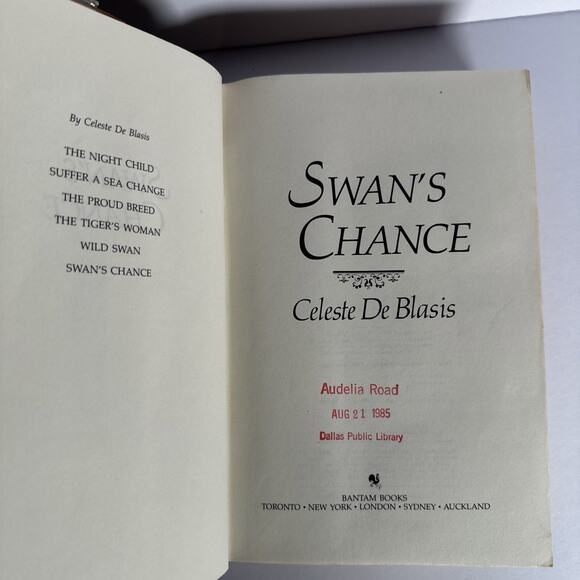 By Celeste De Blasis
THE NIGHT CHILD
SUFFER A SEA CHANGE
THE PROUD BREED
THE TIGER'S WOMAN
WILD SWAN
SWAN'S CHANCE
SWAN'S
CHANCE
Celeste De Blasis
Audelia Road
AUG 21 1985
Dallas Public Library
BANTAM BOOKS
TORONTO • NEW YORK • LONDON • SYDNEY • AUCKLAND